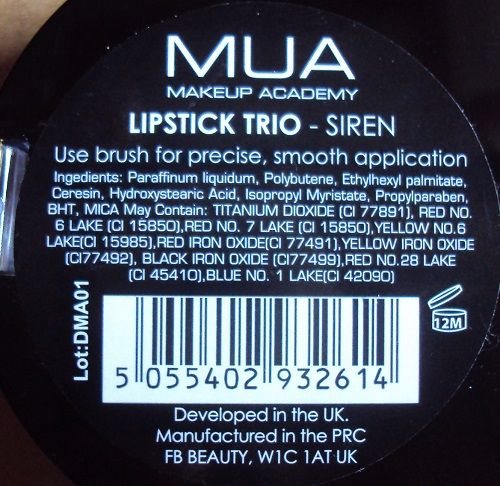 MUA
MAKEUP ACADEMY
LIPSTICK TRIO - SIREN
Use brush for precise, smooth application
Ingedients: Paraffinum liquidum, Polybutene, Ethylhexyl palmitate,
Ceresin, Hydroxystearic Acid, Isopropyl Myristate, Propylparaben,
BHT, MICA May Contain: TITANIUM DIOXIDE (CI 77891), RED NO.
6 LAKE (CI 15850),RED NO. 7 LAKE (CI 15850),YELLOW NO.6
LAKE(CI 15985),RED IRON OXIDE(CI77491),YELLOW IRON OXIDE
(CI77492), BLACK IRON OXIDE (CI77499),RED NO.28 LAKE
(CI 45410),BLUE NO. 1 LAKE(CI 42090)
Lot:DMA01
12M
5 055402 932614
Developed in the UK.
Manufactured in the PRC
FB BEAUTY, W1C 1AT UK